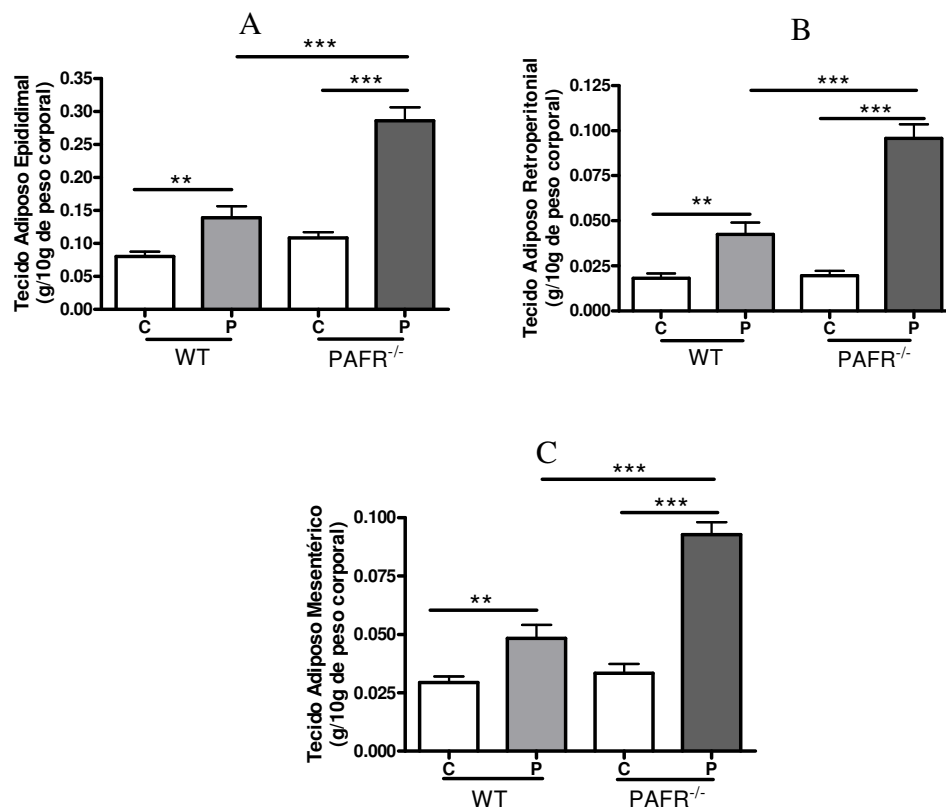 A
Tecido Adiposo Epididimal
(g/10g de peso corporal)
0.35
0.30
0.25
0.20
0.15
0.10
0.05
0.00
**
***
***
C
P
C
P
WT
PAFR-/-
B
Tecido Adiposo Retroperitonial
(g/10g de peso corporal)
0.125
0.100
0.075
0.050
0.025
0.000
**
***
***
C
P
C
P
WT
PAFR-/-
C
Tecido Adiposo Mesentérico
(g/10g de peso corporal)
0.100
0.075
0.050
0.025
0.000
**
***
***
C
P
C
P
WT
PAFR-/-